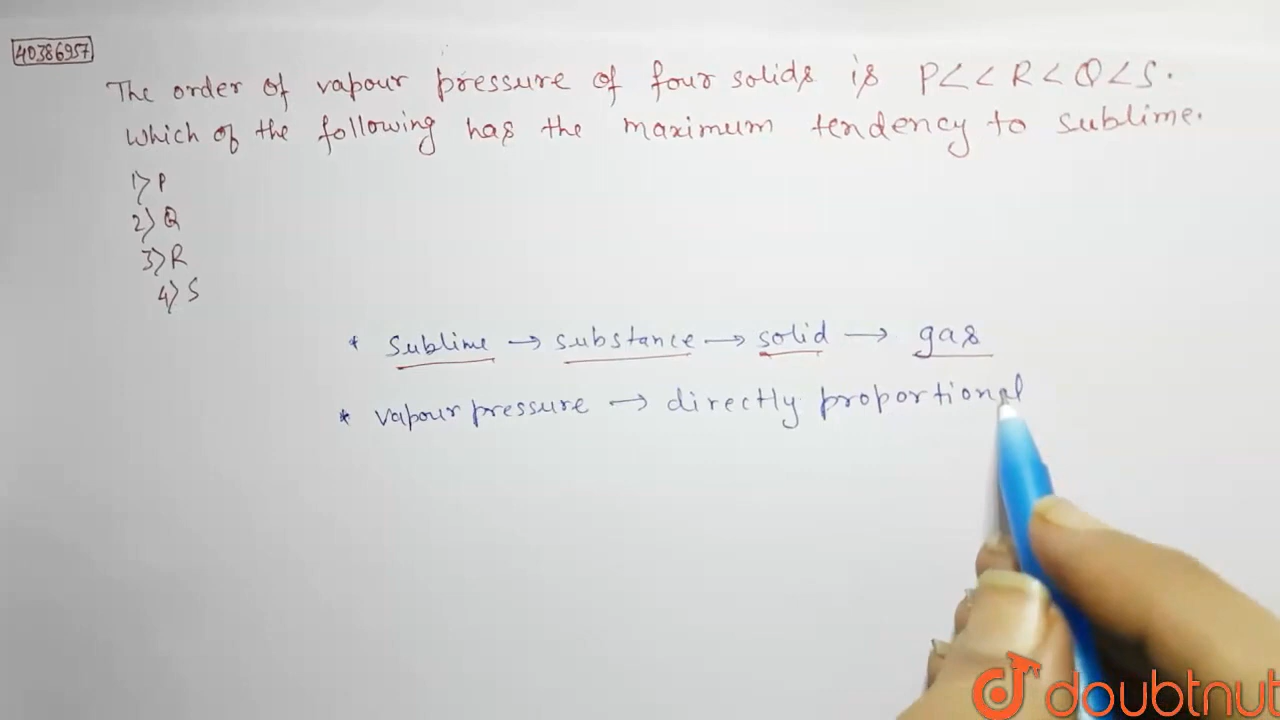 40386957
The order of vapour pressure of four solids is P<<R<Q<S.
Which of the following has the maximum tendency to sublime.
1) P
2) Q
3) R
4) S
* Sublime → substance → solid → gas
* vapour pressure → directly proportional
doubtnut